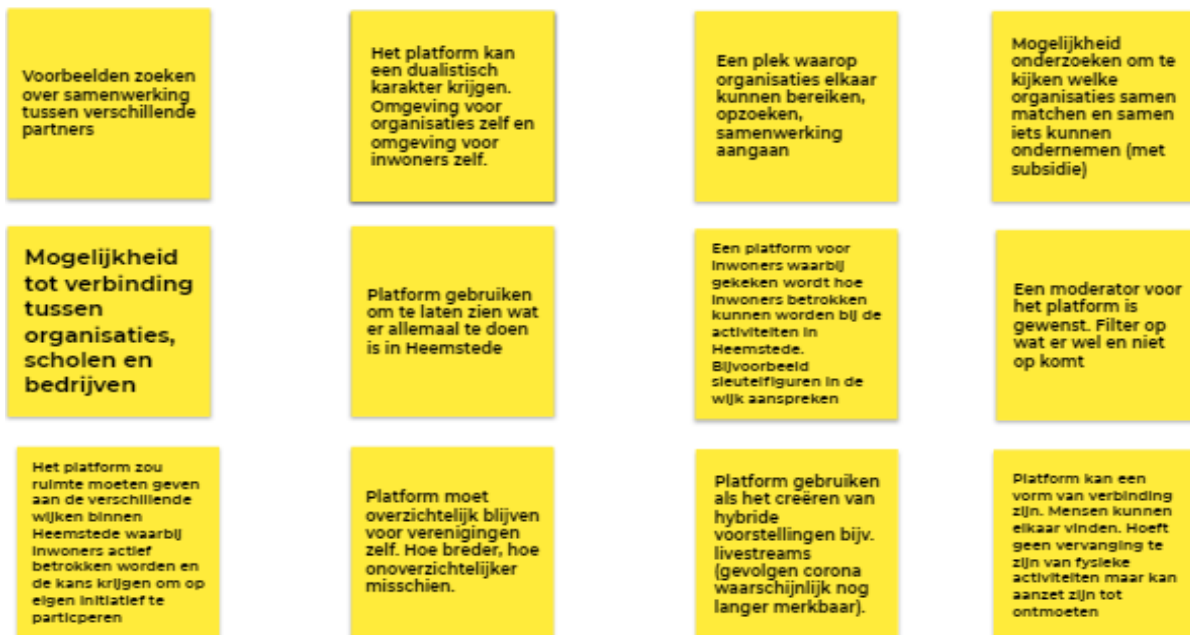 Voorbeelden zoeken
over samenwerking
tussen verschillende
partners
Het platform kan
een dualistisch
karakter krijgen.
Omgeving voor
organisaties zelf en
omgeving voor
inwoners zelf.
Een plek waarop
organisaties elkaar
kunnen bereiken,
opzoeken,
samenwerking
aangaan
Mogelijkheid
onderzoeken om te
kijken welke
organisaties samen
matchen en samen
iets kunnen
ondernemen (met
subsidie)
Mogelijkheid
tot verbinding
tussen
organisaties,
scholen en
bedrijven
Platform gebruiken
om te laten zien wat
er allemaal te doen
is in Heemstede
Een platform voor
inwoners waarbij
gekeken wordt hoe
inwoners betrokken
kunnen worden bij de
activiteiten in
Heemstede.
Bijvoorbeeld
sleutelfiguren in de
wijk aanspreken
Een moderator voor
het platform is
gewenst. Filter op
wat er wel en niet
op komt
Het platform zou
ruimte moeten geven
aan de verschillende
wijken binnen
Heemstede waarbij
inwoners actief
betrokken worden en
de kans krijgen om op
eigen initiatief te
particperen
Platform moet
overzichtelijk blijven
voor verenigingen
zelf. Hoe breder, hoe
onoverzichtelijker
misschien.
Platform gebruiken
als het creëren van
hybride
voorstellingen bijv.
livestreams
(gevolgen corona
waarschijnlijk nog
langer merkbaar).
Platform kan een
vorm van verbinding
zijn. Mensen kunnen
elkaar vinden. Hoeft
geen vervanging te
zijn van fysieke
activiteiten maar kan
aanzet zijn tot
ontmoeten